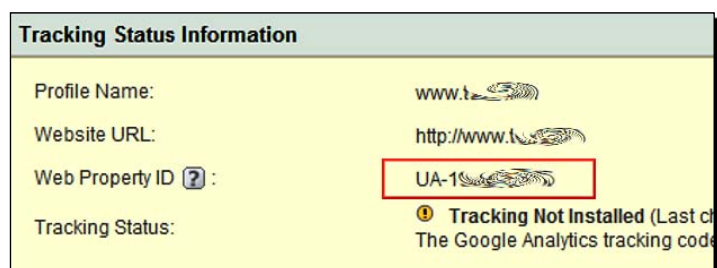 Tracking Status Information
Profile Name: www.
Website URL: http://www.
Web Property ID ? : UA-1
Tracking Status: Tracking Not Installed (Last
The Google Analytics tracking code